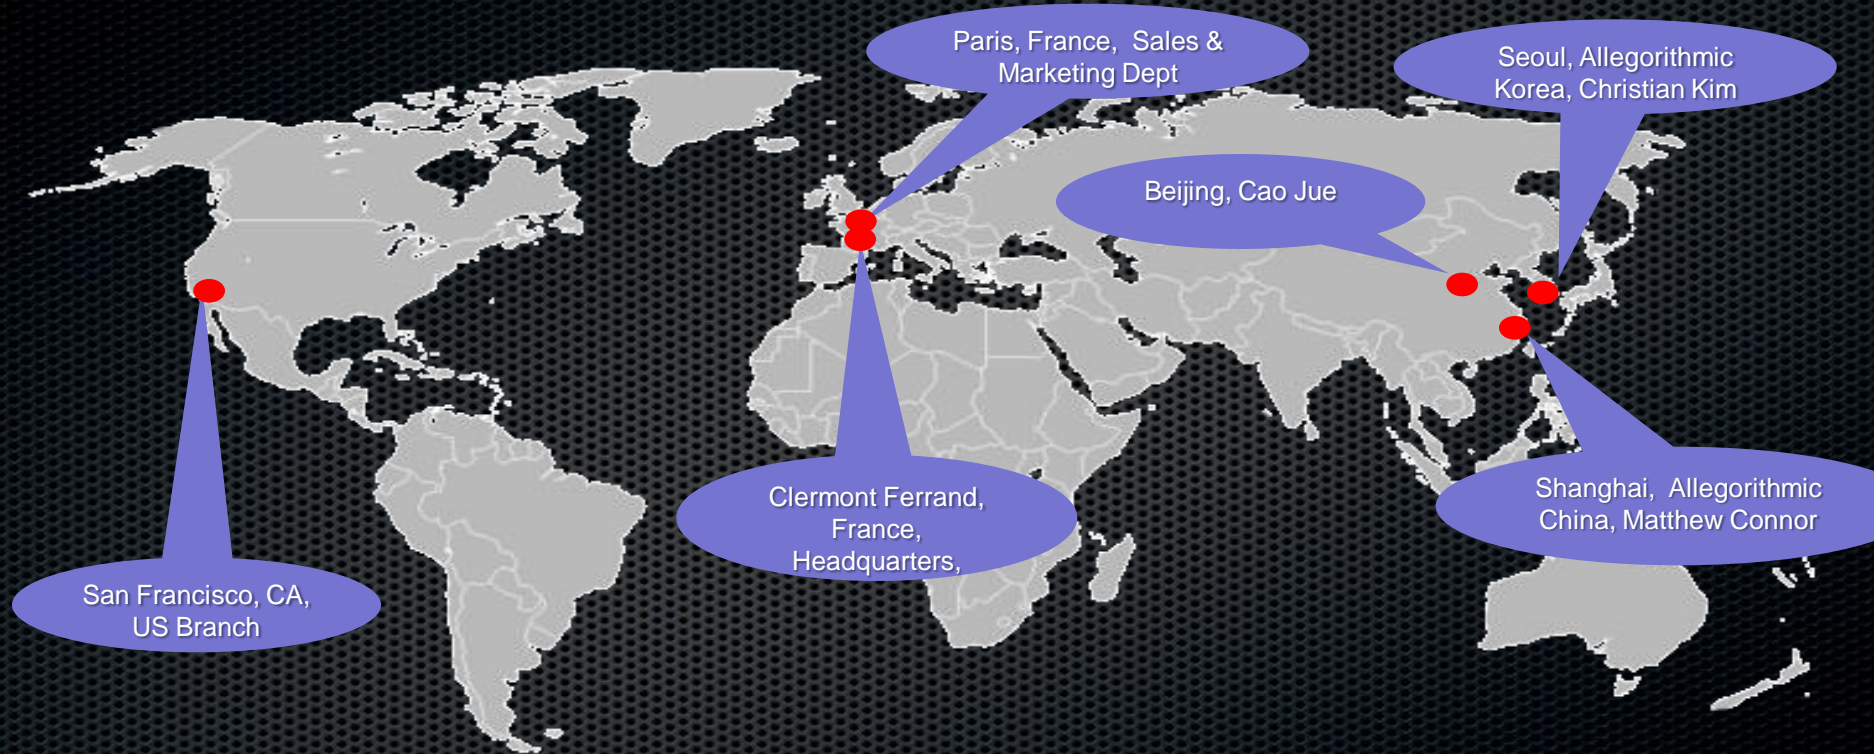 Paris, France, Sales &
Marketing Dept
Seoul, Allegorithmic
Korea, Christian Kim
Beijing, Cao Jue
Clermont Ferrand,
France,
Headquarters,
Shanghai, Allegorithmic
China, Matthew Connor
San Francisco, CA,
US Branch